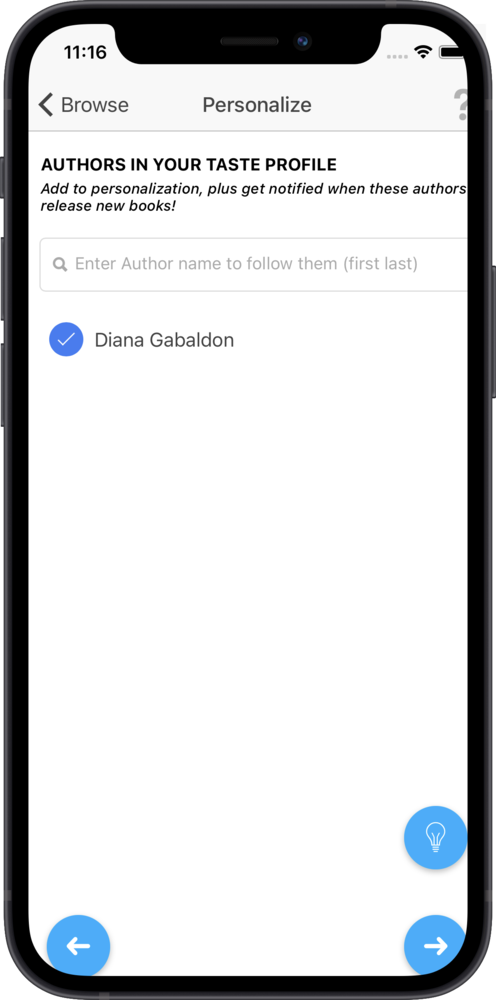 11:16
Browse
Personalize
?
AUTHORS IN YOUR TASTE PROFILE
Add to personalization, plus get notified when these authors
release new books!
Enter Author name to follow them (first last)
Diana Gabaldon